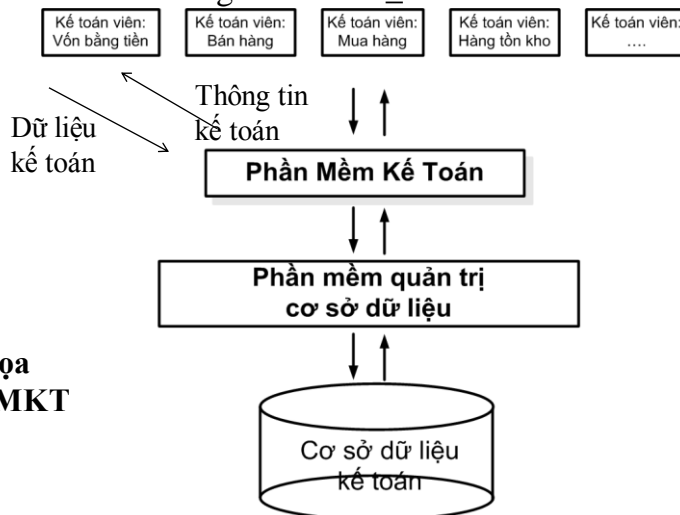 Kế toán viên:
Vốn bằng tiền
Kế toán viên:
Bán hàng
Kế toán viên:
Mua hàng
Kế toán viên:
Hàng tồn kho
Kế toán viên:
....
Thông tin
kế toán
Dữ liệu
kế toán
Phần Mềm Kế Toán
Phần mềm quản trị
cơ sở dữ liệu
ọa
MKT
Cơ sở dữ liệu
kế toán